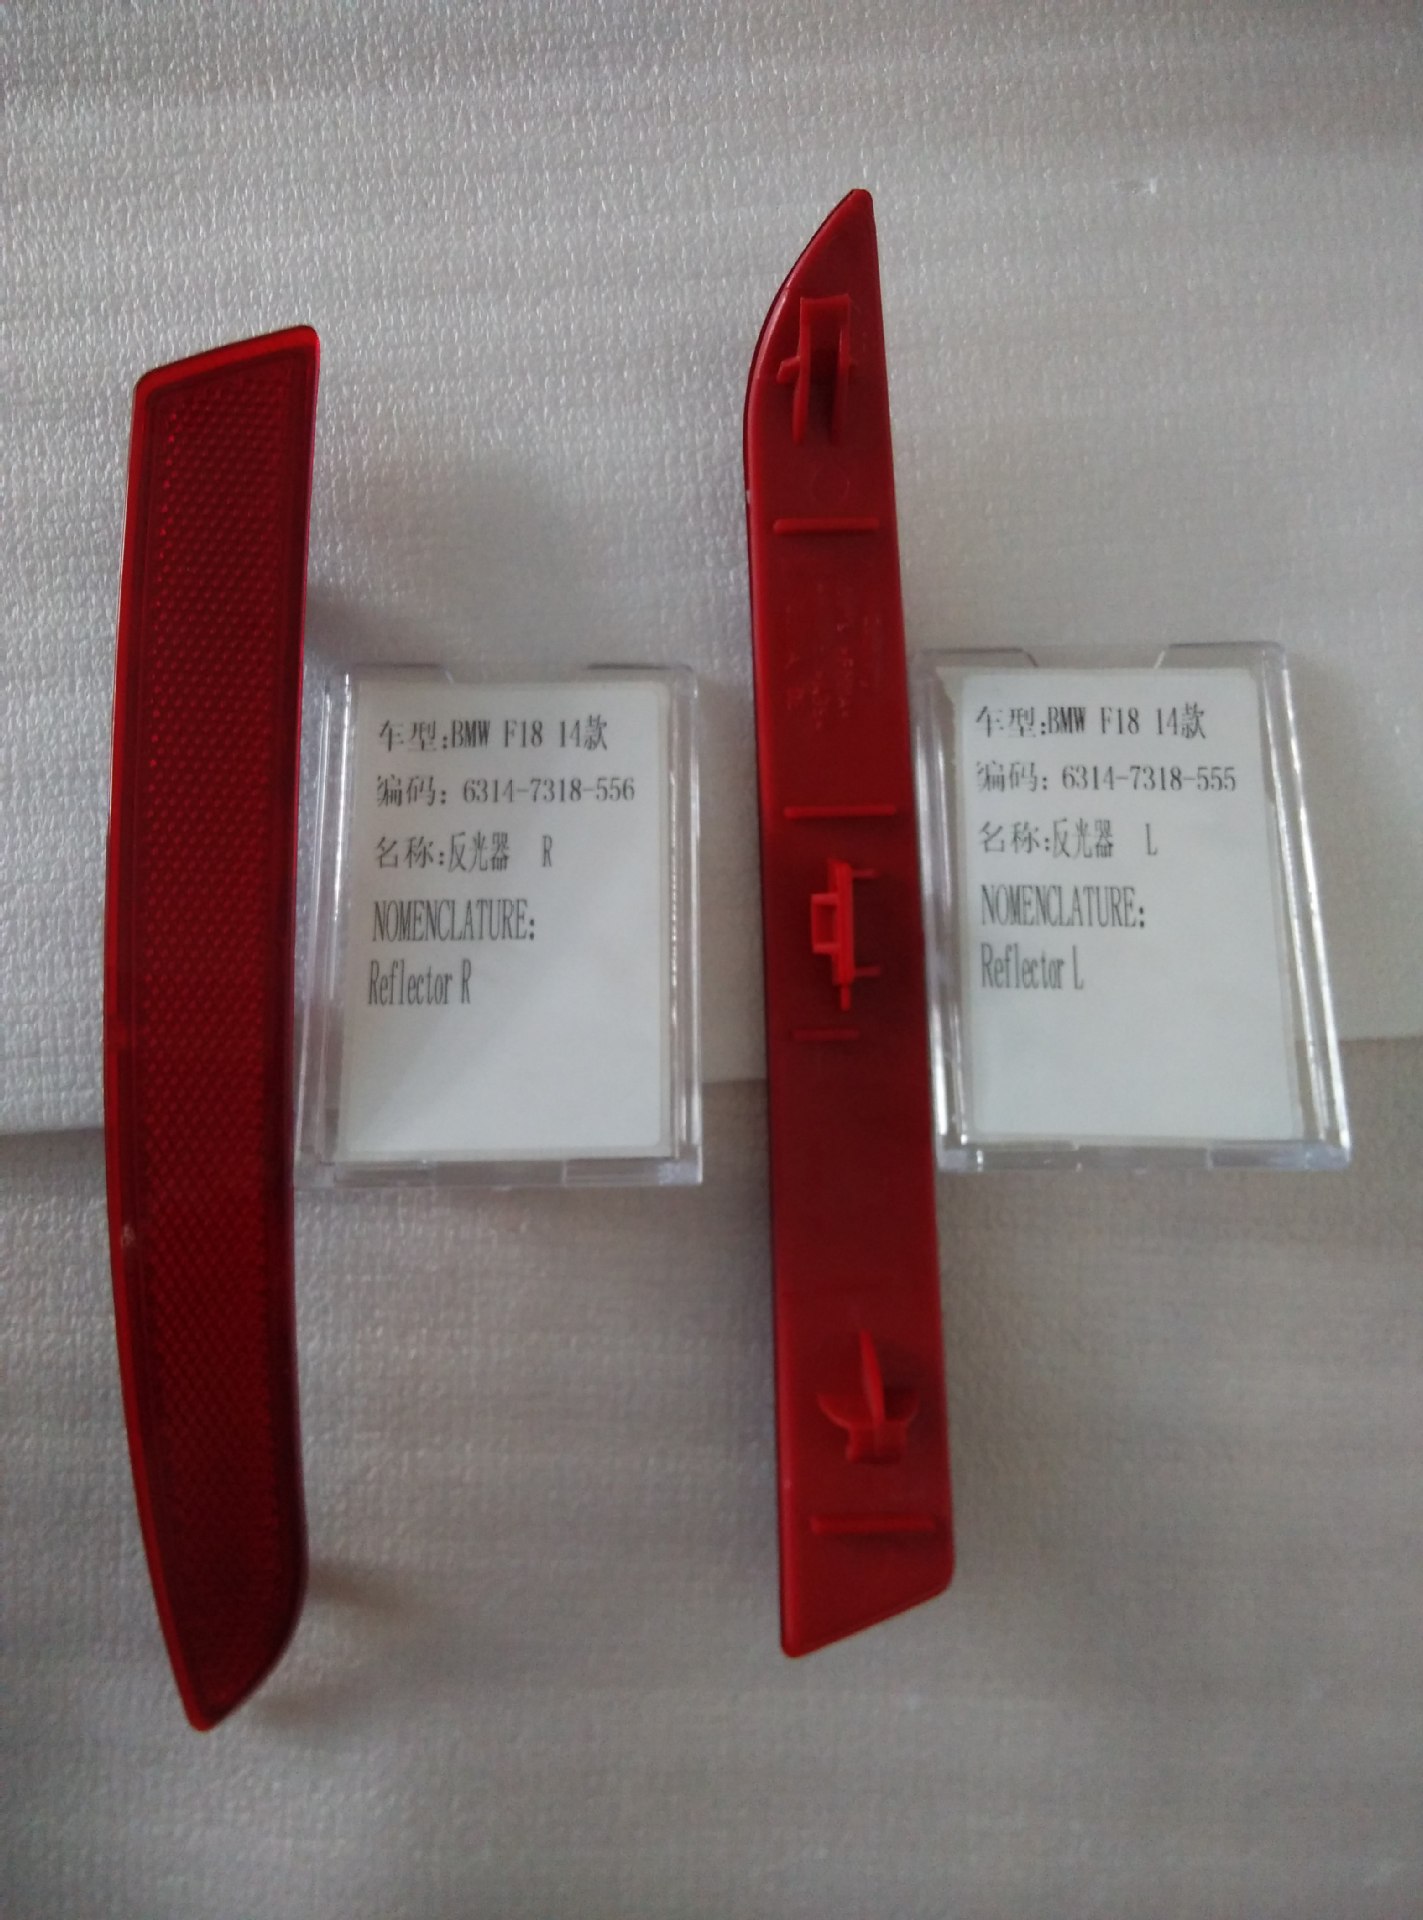 车型:BMW F18 14款
编码: 6314-7318-556
名称:反光器 R
NOMENCLATURE:
Reflector R
车型:BMW F18 14款
编码: 6314-7318-555
名称:反光器 L
NOMENCLATURE:
Reflector L